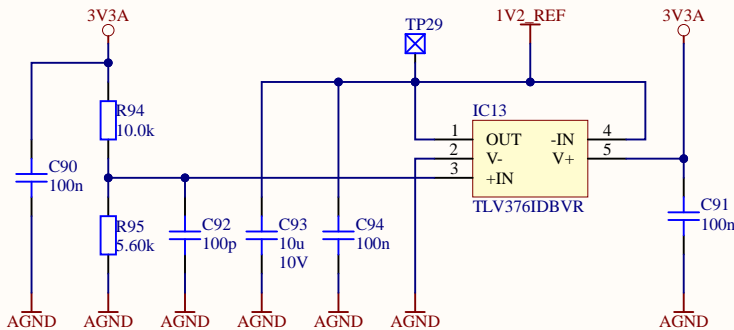 3V3A
TP29
1V2_REF
3V3A
R94
10.0k
IC13
1
OUT
-IN
4
2
V-
V+
5
3
+IN
TLV376IDBVR
C90
100n
R95
5.60k
C92
100p
C93
10u
10V
C94
100n
C91
100n
AGND
AGND
AGND
AGND
AGND
AGND
AGND